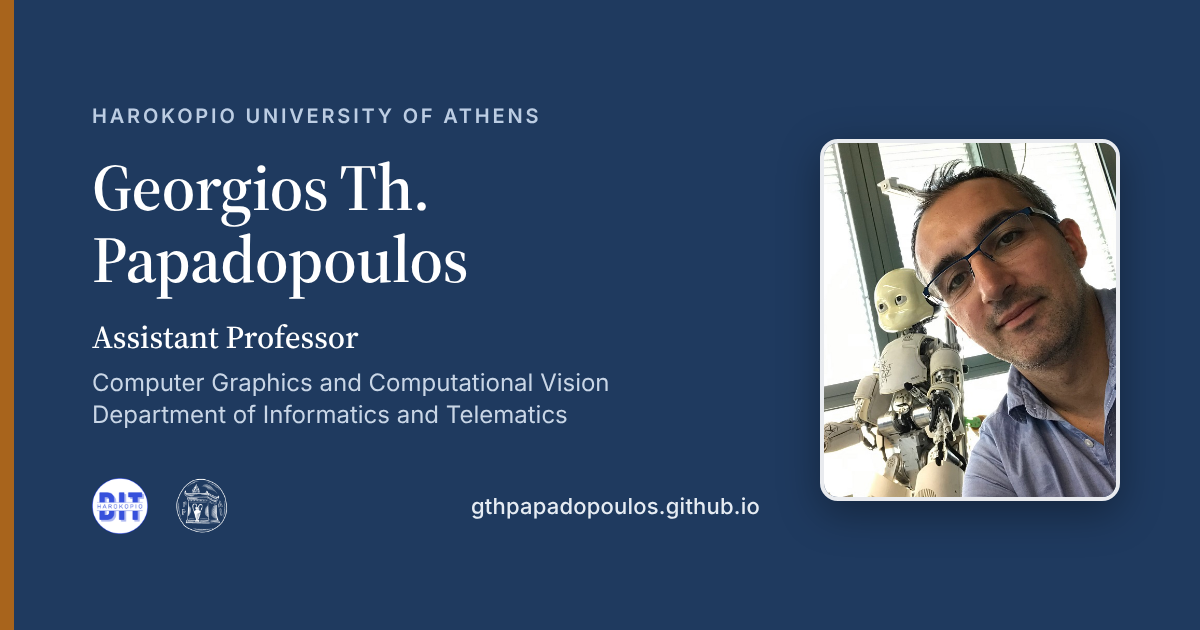 HAROKOPIO UNIVERSITY OF ATHENS
Georgios Th.
Papadopoulos
Assistant Professor
Computer Graphics and Computational Vision
Department of Informatics and Telematics
DIT
HAROKOPIO
gthpapadopoulos.github.io